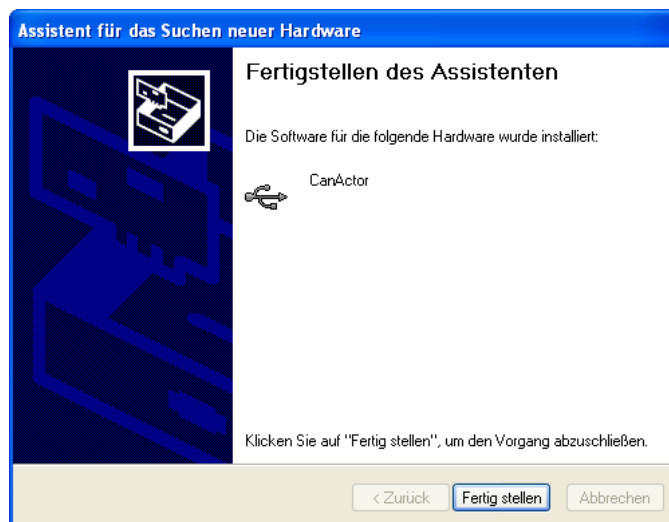 Assistent für das Suchen neuer Hardware
Fertigstellen des Assistenten
Die Software für die folgende Hardware wurde installiert:
CanActor
Klicken Sie auf "Fertig stellen", um den Vorgang abzuschließen.
< Zurück Fertig stellen Abbrechen